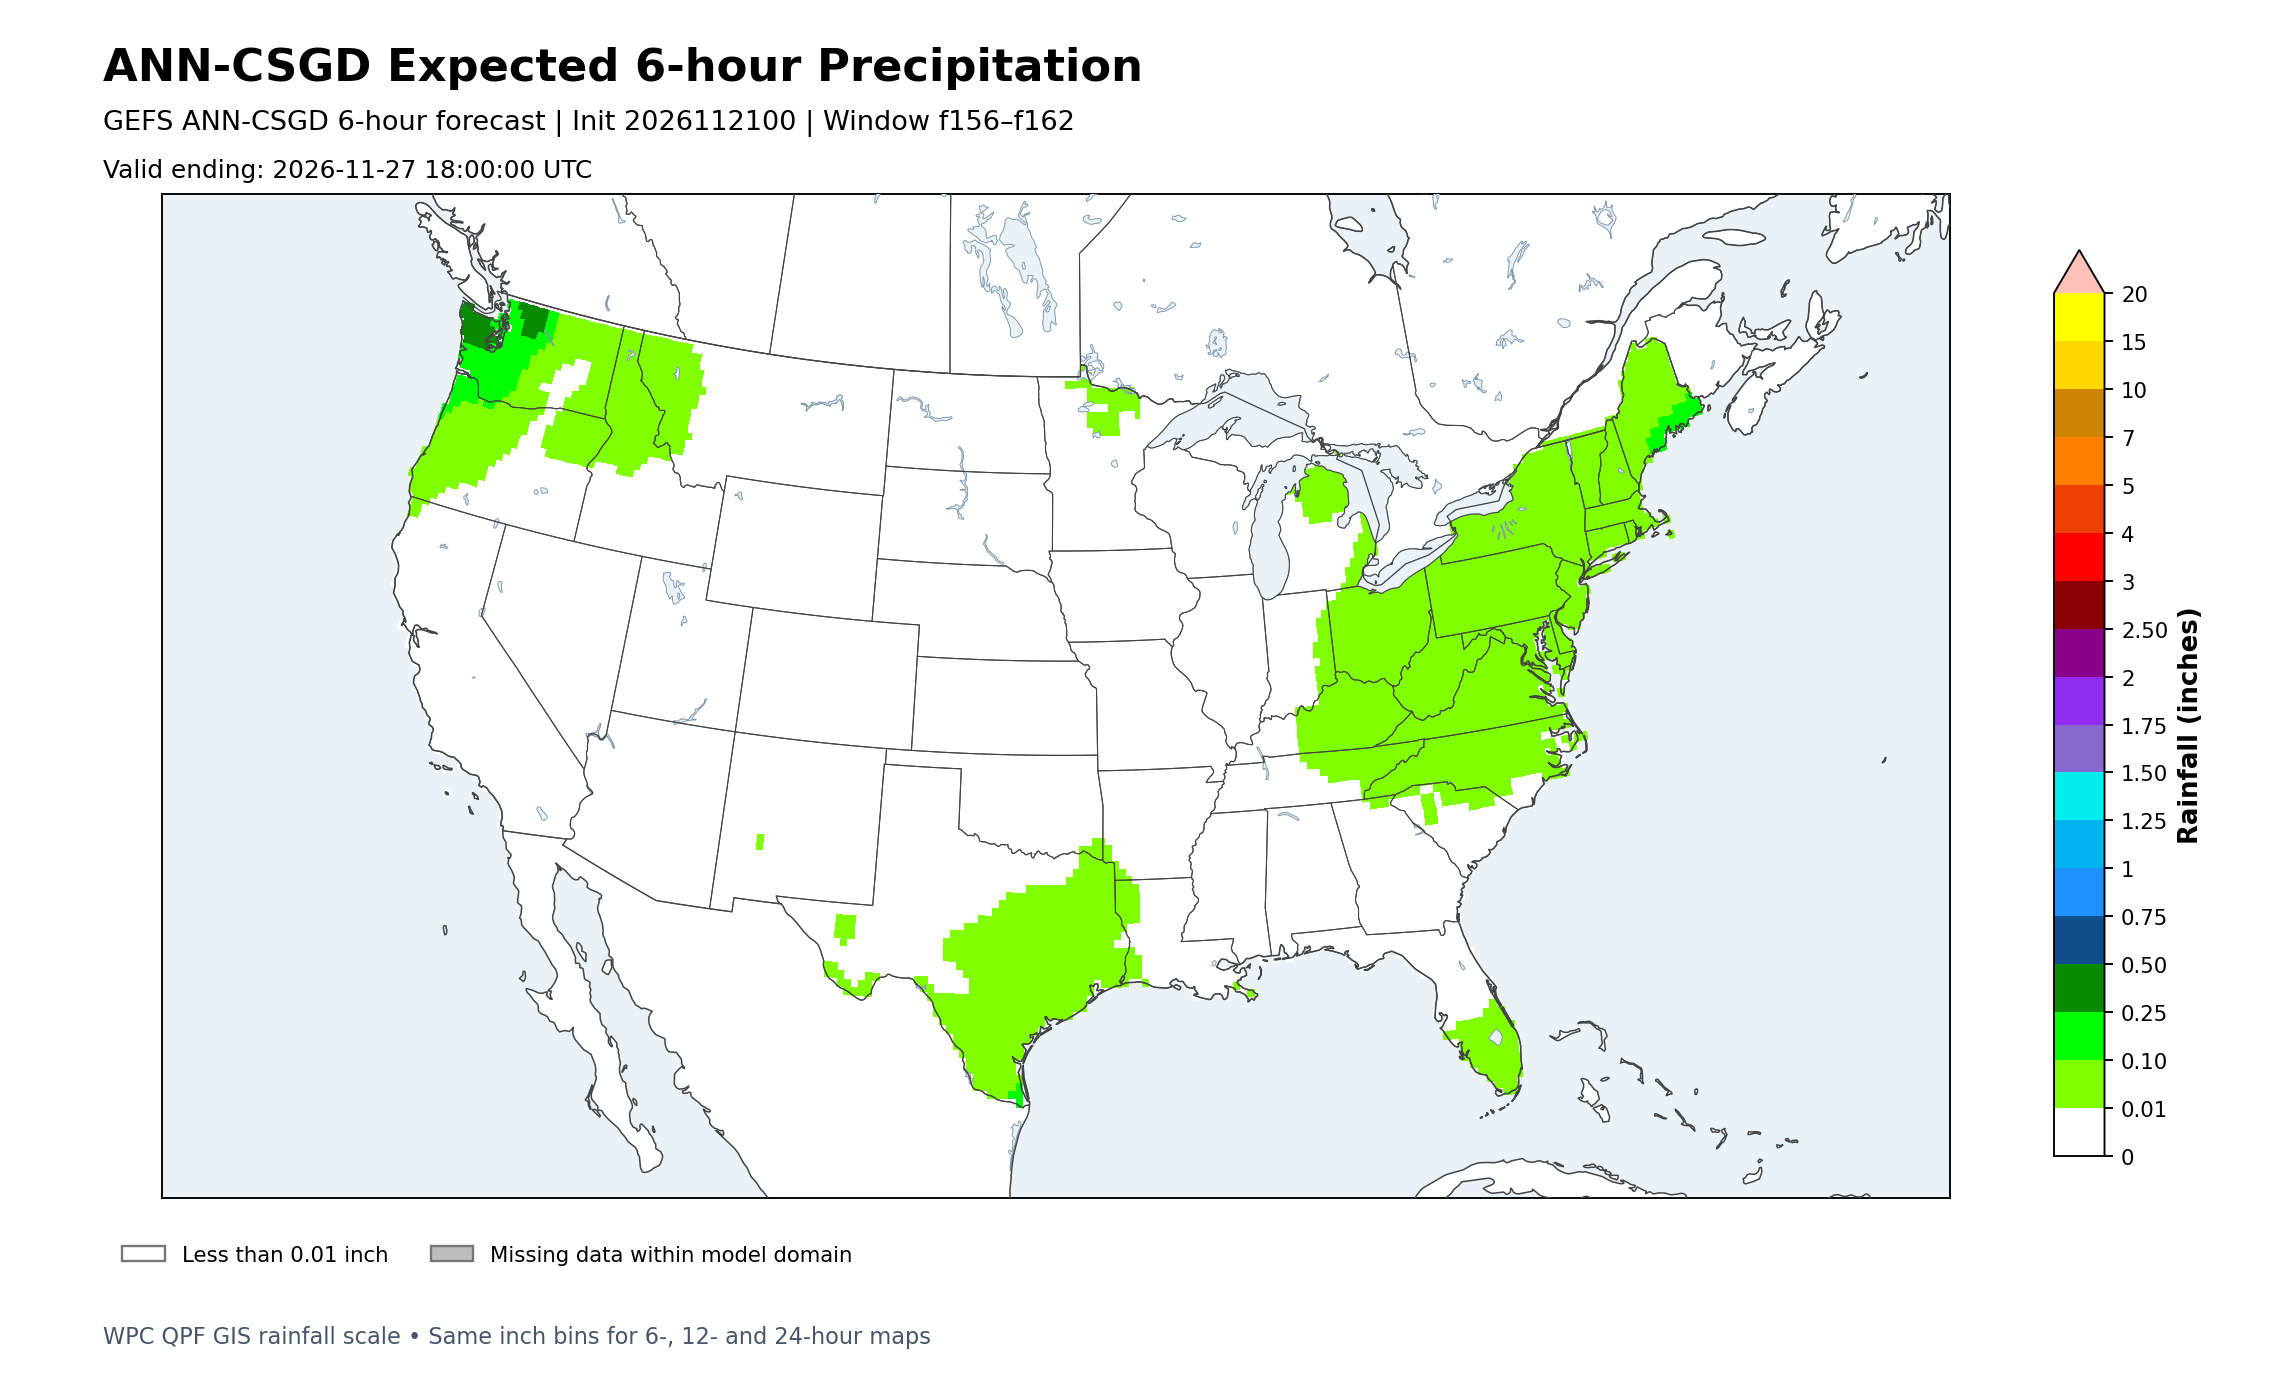 ANN-CSGD Expected 6-hour Precipitation
GEFS ANN-CSGD 6-hour forecast | Init 2026112100 | Window f156–f162
Valid ending: 2026-11-27 18:00:00 UTC
20
15
10
7
5
4
3
2.50
2
1.75
1.50
1.25
1
0.75
0.50
0.25
0.10
0.01
0
Rainfall (inches)
Less than 0.01 inch
Missing data within model domain
WPC QPF GIS rainfall scale • Same inch bins for 6-, 12- and 24-hour maps